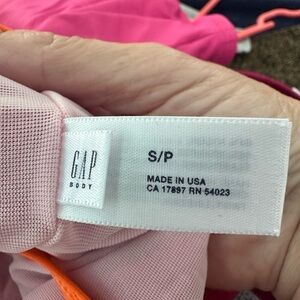 GAP
BODY
S/P
MADE IN USA
CA 17897 RN 54023